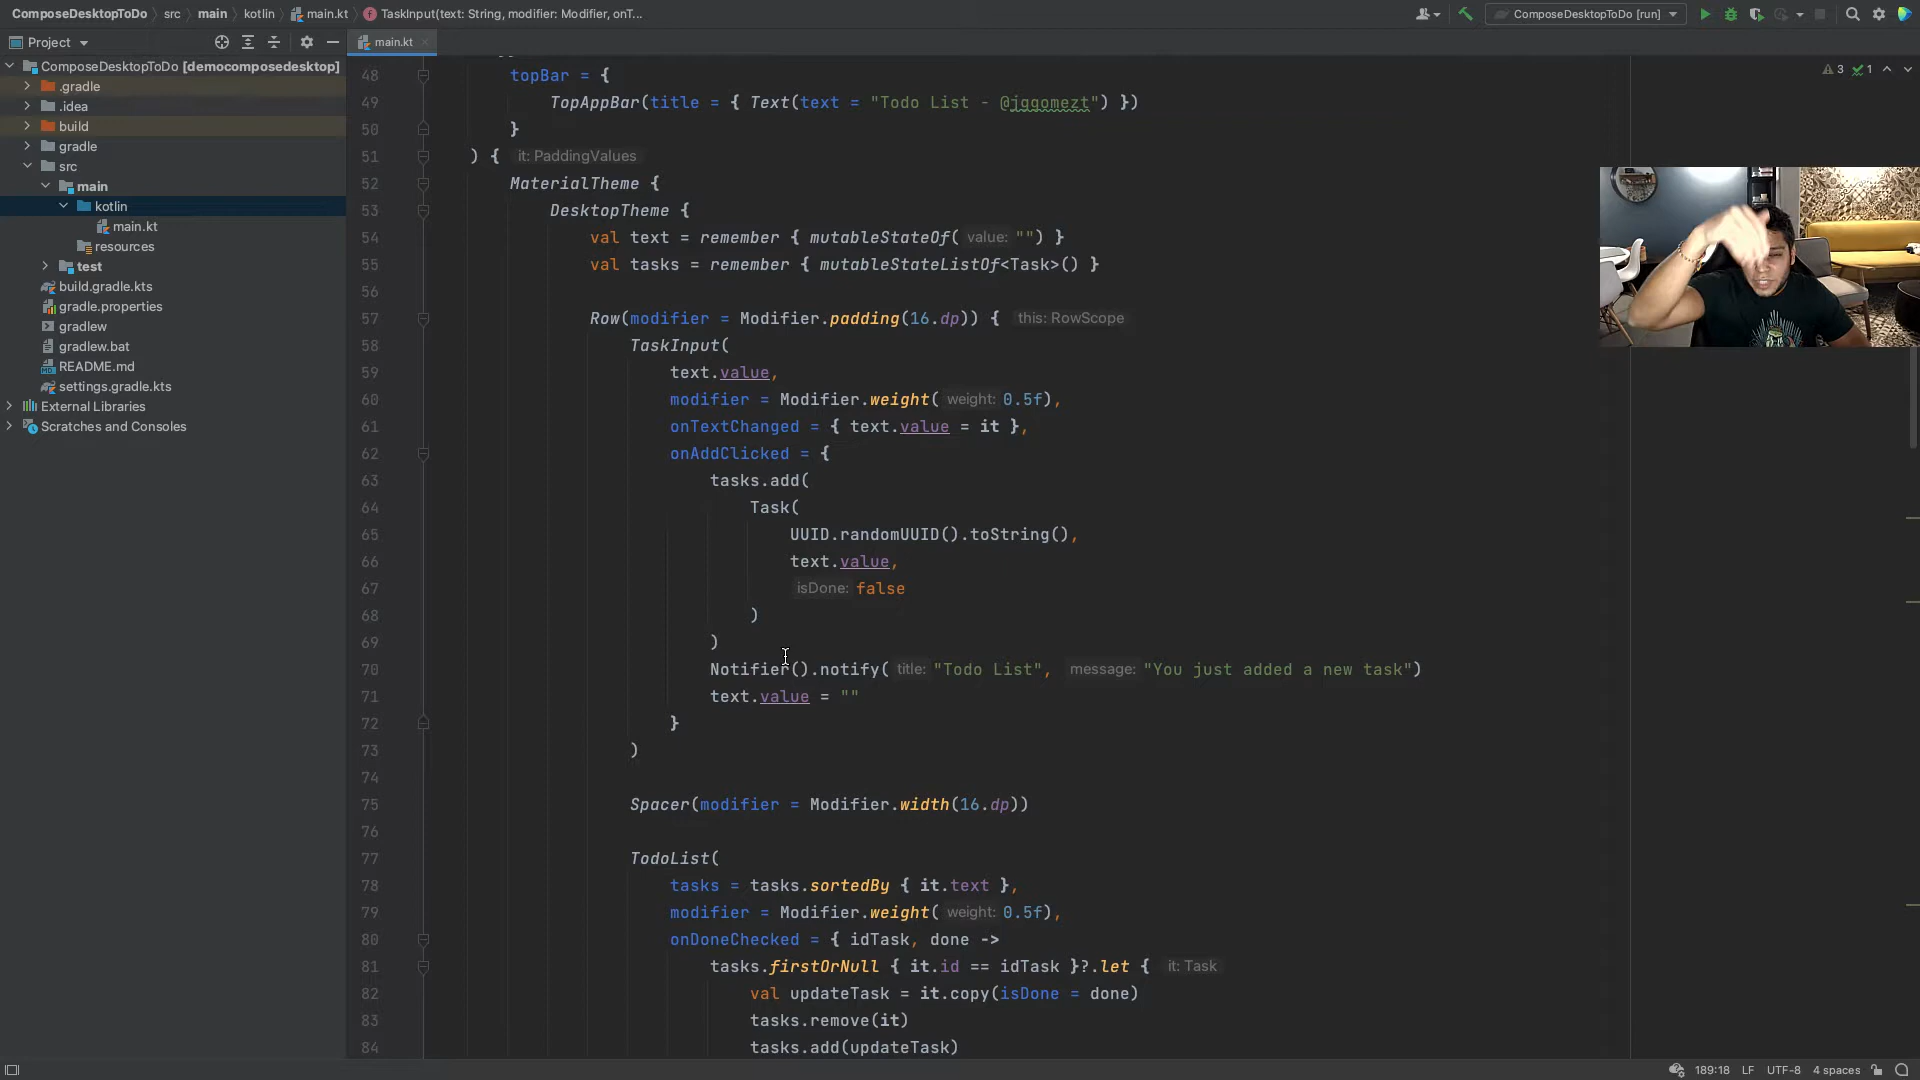 ComposeDesktopToDo src main kotlin main.kt TaskInput(text: String, modifier: Modifier, onT... ComposeDesktopToDo [run]
Project main.kt
ComposeDesktopToDo [democomposedesktop]
.gradle
.idea
build
gradle
src
main
kotlin
main.kt
resources
test
build.gradle.kts
gradle.properties
gradlew
gradlew.bat
README.md
settings.gradle.kts
External Libraries
Scratches and Consoles
3 1
48 topBar = {
49 TopAppBar(title = { Text(text = "Todo List - @jggomezt") })
50 }
51 ) { it: PaddingValues
52 MaterialTheme {
53 DesktopTheme {
54 val text = remember { mutableStateOf( value: "") }
55 val tasks = remember { mutableStateListOf<Task>() }
56
57 Row(modifier = Modifier.padding(16.dp)) { this: RowScope
58 TaskInput(
59 text.value,
60 modifier = Modifier.weight( weight: 0.5f),
61 onTextChanged = { text.value = it },
62 onAddClicked = {
63 tasks.add(
64 Task(
65 UUID.randomUUID().toString(),
66 text.value,
67 isDone: false
68 )
69 )
70 Notifier().notify( title: "Todo List", message: "You just added a new task")
71 text.value = ""
72 }
73 )
74
75 Spacer(modifier = Modifier.width(16.dp))
76
77 TodoList(
78 tasks = tasks.sortedBy { it.text },
79 modifier = Modifier.weight( weight: 0.5f),
80 onDoneChecked = { idTask, done ->
81 tasks.firstOrNull { it.id == idTask }?.let { it: Task
82 val updateTask = it.copy(isDone = done)
83 tasks.remove(it)
84 tasks.add(updateTask)
189:18 LF UTF-8 4 spaces